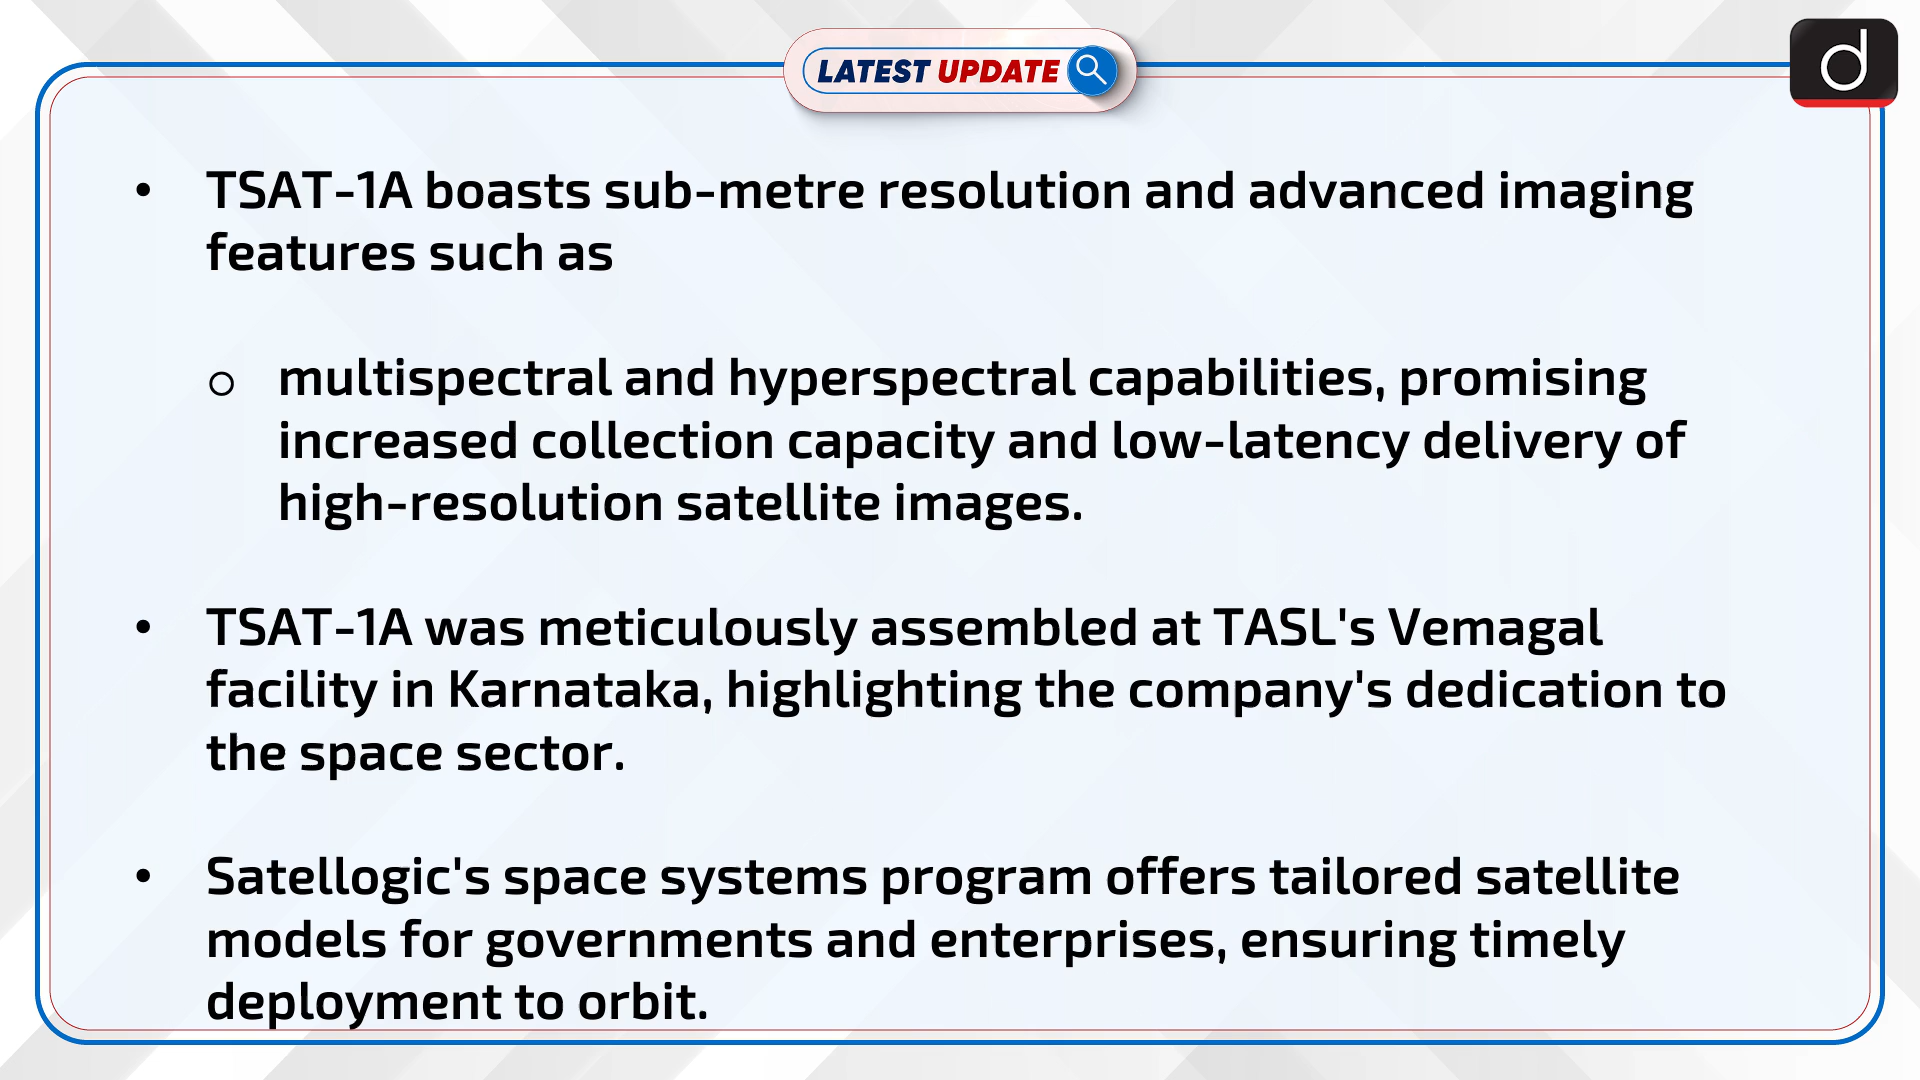 LATEST UPDATE
d
• TSAT-1A boasts sub-metre resolution and advanced imaging
features such as
○ multispectral and hyperspectral capabilities, promising
increased collection capacity and low-latency delivery of
high-resolution satellite images.
• TSAT-1A was meticulously assembled at TASL's Vemagal
facility in Karnataka, highlighting the company's dedication to
the space sector.
• Satellogic's space systems program offers tailored satellite
models for governments and enterprises, ensuring timely
deployment to orbit.